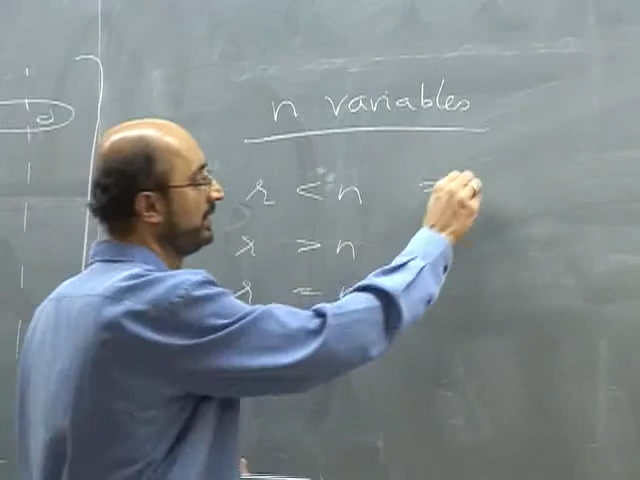 n variables
r < n =
r > n
r =